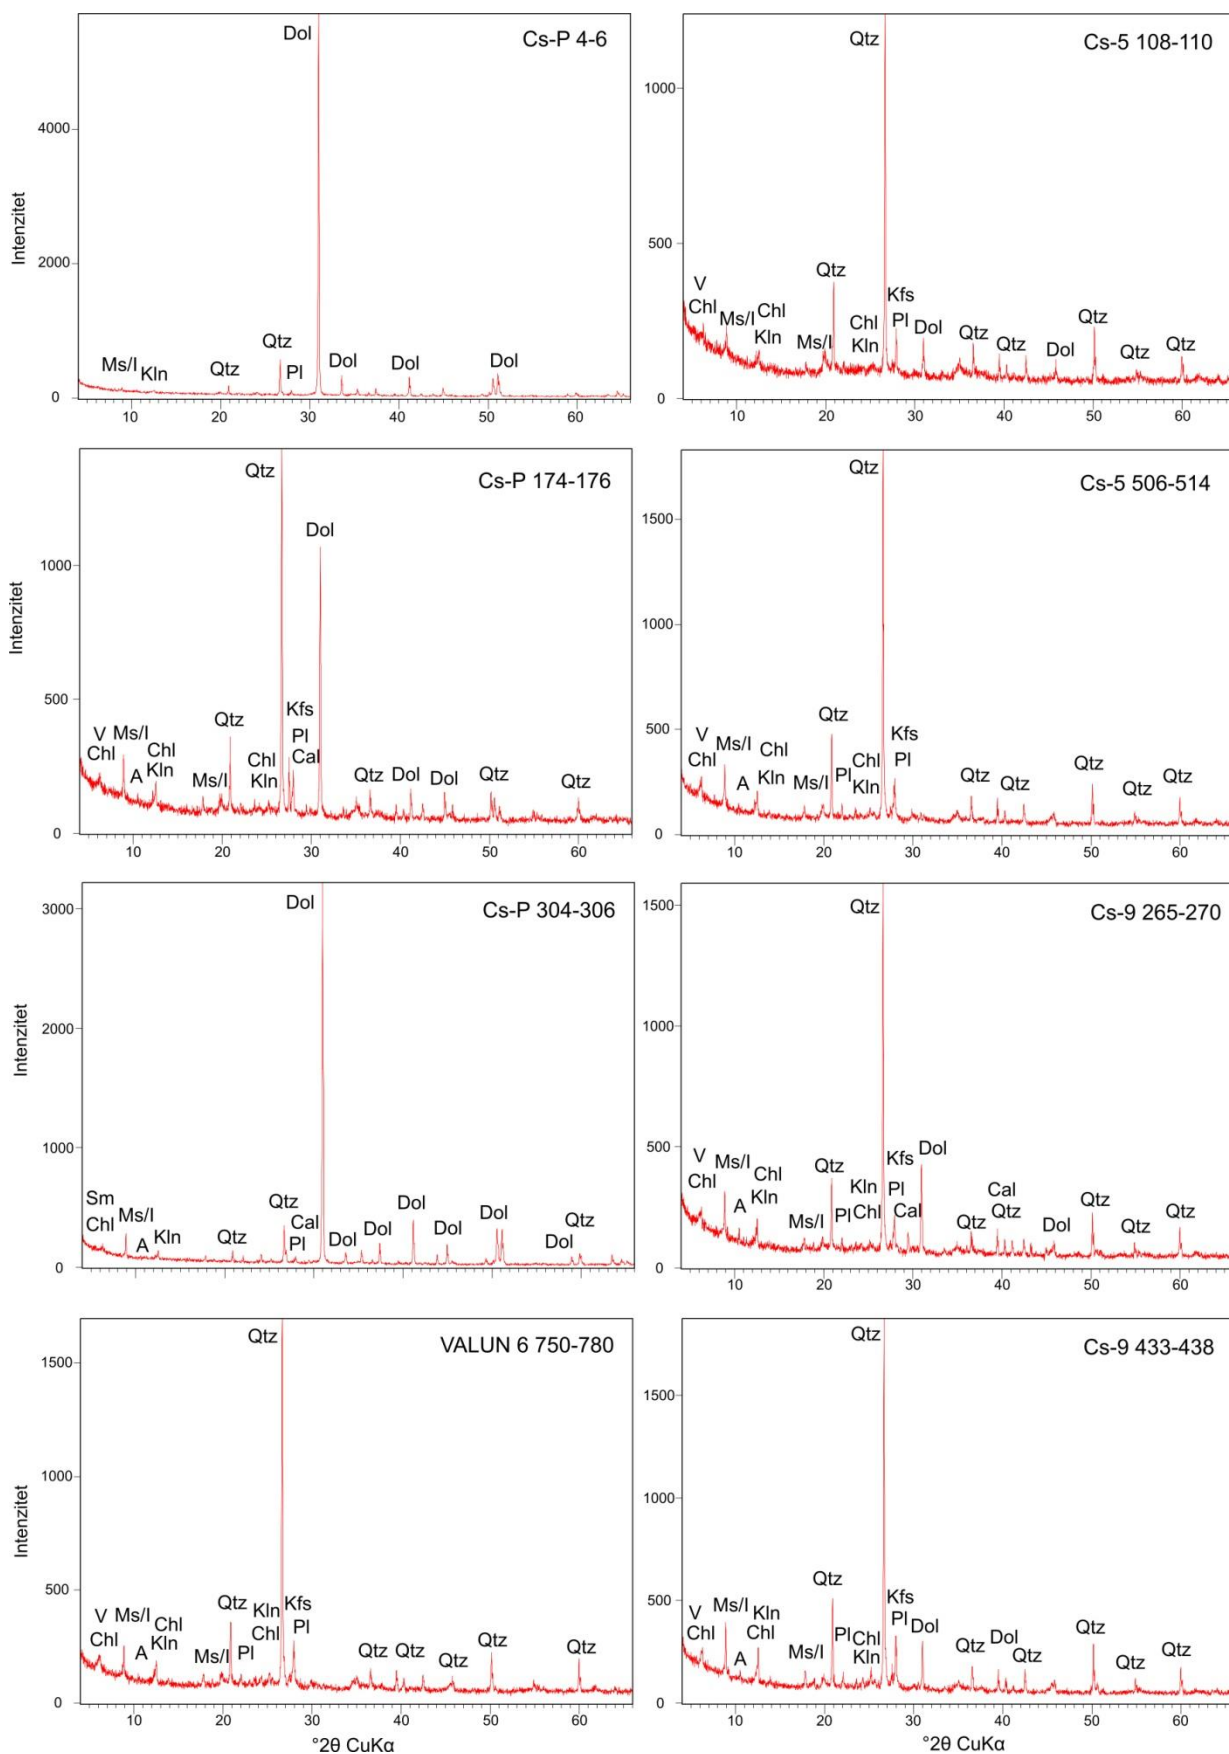 Cs-P 4-6
Dol
4000
2000
0
Intenzitet
Ms/I
Kln
Qtz
Qtz
Pl
Dol
Dol
Dol
10 20 30 40 50 60
Cs-5 108-110
Qtz
1000
500
0
V
Chl
Ms/I
Chl
Kln
Ms/I
Qtz
Chl
Kln
Kfs
Pl
Dol
Qtz
Qtz
Dol
Qtz
Qtz
Qtz
10 20 30 40 50 60
Cs-P 174-176
Qtz
Dol
1000
500
0
Intenzitet
V
Chl
Ms/I
A
Chl
Kln
Ms/I
Qtz
Chl
Kln
Kfs
Pl
Cal
Qtz
Dol
Dol
Qtz
Qtz
10 20 30 40 50 60
Cs-5 506-514
Qtz
1500
1000
500
0
V
Chl
Ms/I
A
Chl
Kln
Ms/I
Qtz
Pl
Chl
Kln
Kfs
Pl
Qtz
Qtz
Qtz
Qtz
Qtz
10 20 30 40 50 60
Cs-P 304-306
Dol
3000
2000
1000
0
Intenzitet
Sm
Chl
Ms/I
A
Kln
Qtz
Qtz
Cal
Pl
Dol
Dol
Dol
Dol
Dol
Dol
Qtz
Cs-9 265-270
Qtz
1500
1000
500
0
V
Chl
Ms/I
A
Chl
Kln
Ms/I
Qtz
Pl
Kln
Chl
Kfs
Pl
Cal
Dol
Qtz
Cal
Qtz
Dol
Qtz
Qtz
Qtz
10 20 30 40 50 60
VALUN 6 750-780
Qtz
1500
1000
500
0
Intenzitet
V
Chl
Ms/I
A
Chl
Kln
Ms/I
Qtz
Pl
Kln
Chl
Kfs
Pl
Qtz
Qtz
Qtz
Qtz
Qtz
10 20 30 40 50 60
°2θ CuKα
Cs-9 433-438
Qtz
1500
1000
500
0
V
Chl
Ms/I
A
Kln
Chl
Ms/I
Qtz
Pl
Chl
Kln
Kfs
Pl
Dol
Qtz
Dol
Qtz
Qtz
Qtz
Qtz
10 20 30 40 50 60
°2θ CuKα